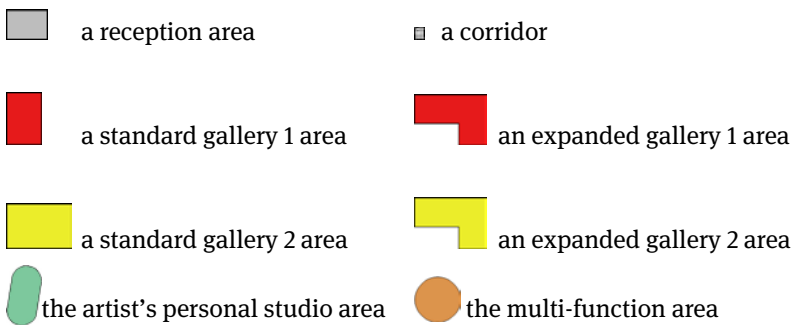 a reception area
a corridor
a standard gallery 1 area
an expanded gallery 1 area
a standard gallery 2 area
an expanded gallery 2 area
the artist’s personal studio area
the multi-function area